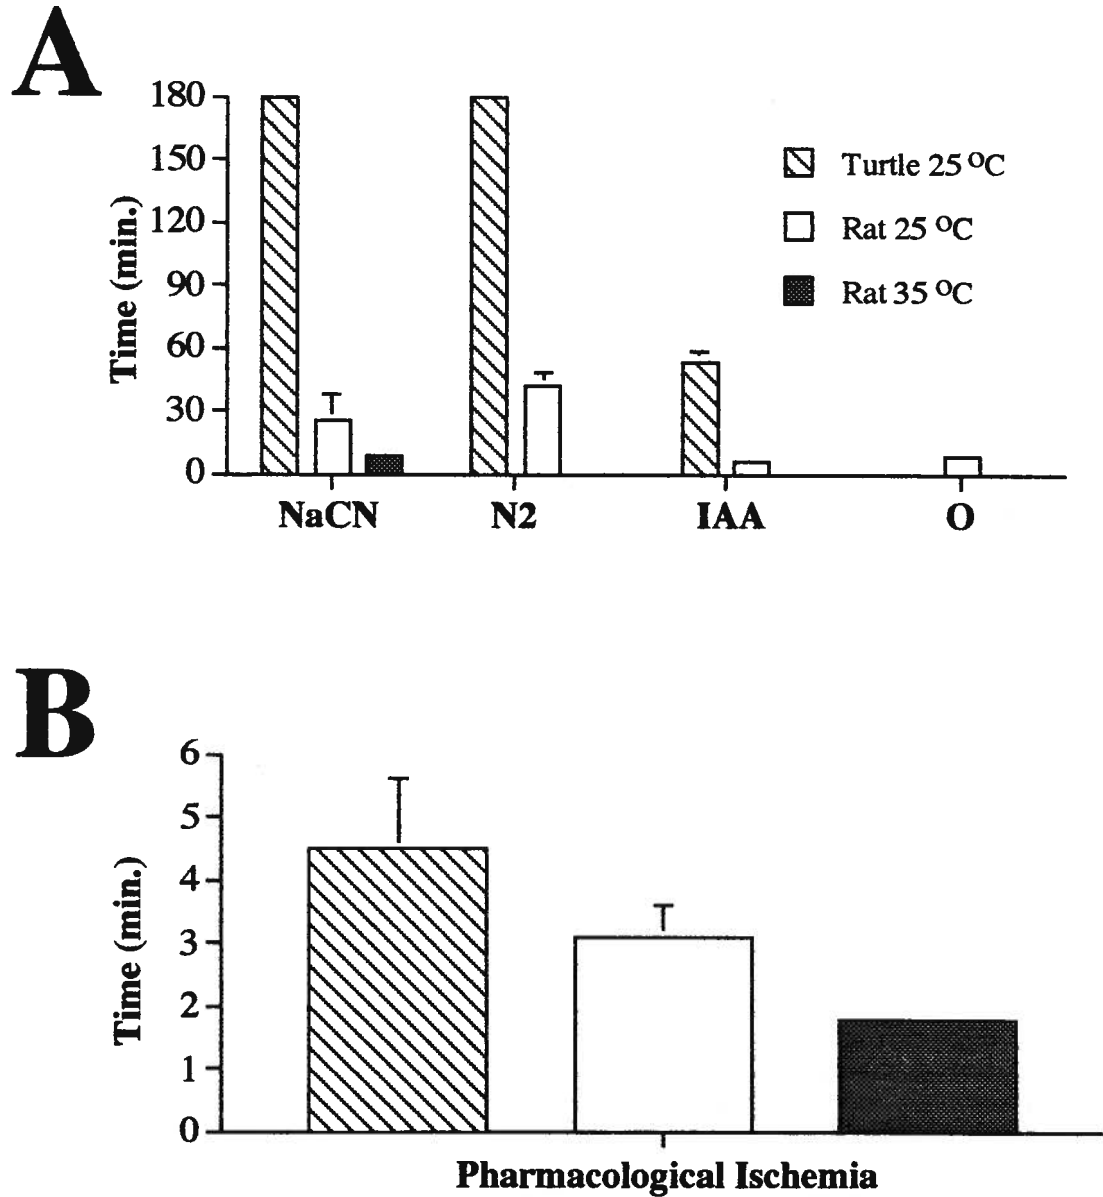 A
180
150
120
90
60
30
0
Time (min.)
Turtle 25 °C
Rat 25 °C
Rat 35 °C
NaCN N2 IAA O
B
6
5
4
3
2
1
0
Time (min.)
Pharmacological Ischemia